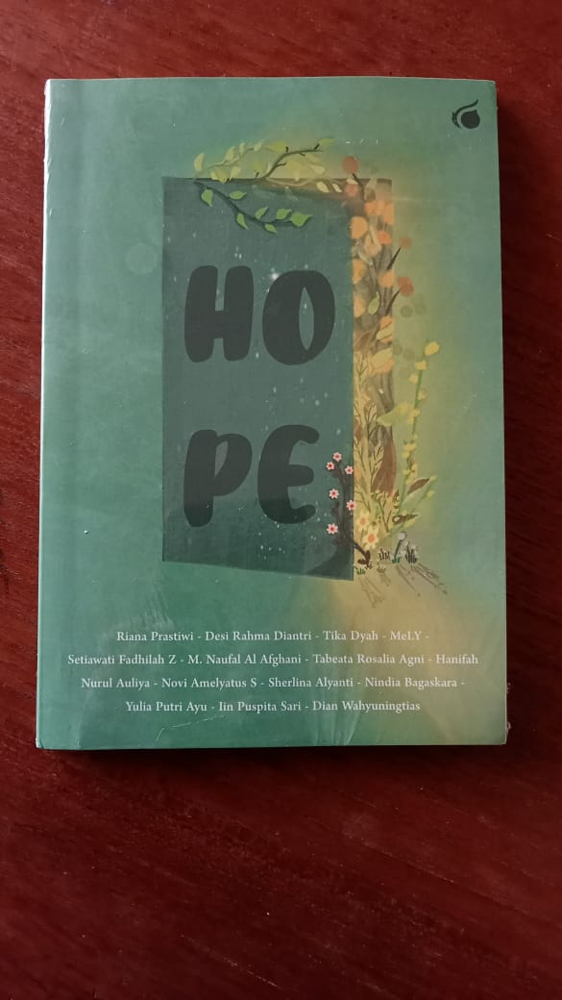 HO
PE
Riana Prastiwi - Desi Rahma Diantri - Tika Dyah - MeLY -
Setiawati Fadhilah Z - M. Naufal Al Afghani - Tabeata Rosalia Agni - Hanifah
Nurul Auliya - Novi Amelyatus S - Sherlina Alyanti - Nindia Bagaskara -
Yulia Putri Ayu - Iin Puspita Sari - Dian Wahyuningtias